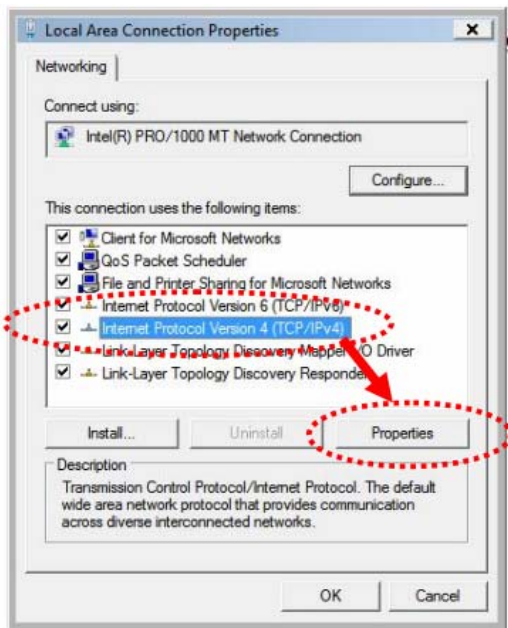 Local Area Connection Properties
Networking
Connect using:
Intel(R) PRO/1000 MT Network Connection
Configure...
This connection uses the following items:
Client for Microsoft Networks
QoS Packet Scheduler
File and Printer Sharing for Microsoft Networks
Internet Protocol Version 6 (TCP/IPv6)
Internet Protocol Version 4 (TCP/IPv4)
Link-Layer Topology Discovery Mapper I/O Driver
Link-Layer Topology Discovery Responder
Install...
Uninstall
Properties
Description
Transmission Control Protocol/Internet Protocol. The default
wide area network protocol that provides communication
across diverse interconnected networks.
OK
Cancel